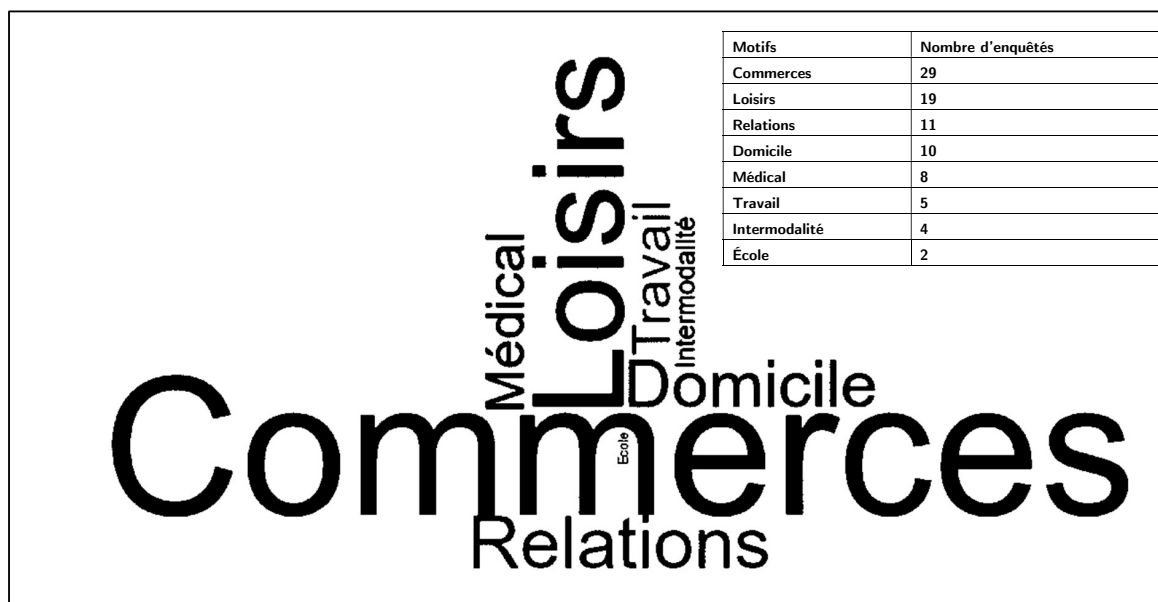 Motifs Nombre d'enquêtés
Commerces 29
Loisirs 19
Relations 11
Domicile 10
Médical 8
Travail 5
Intermodalité 4
École 2
Loisirs
Médical
Travail
Intermodalité
Domicile
Commerces
Ecole
Relations